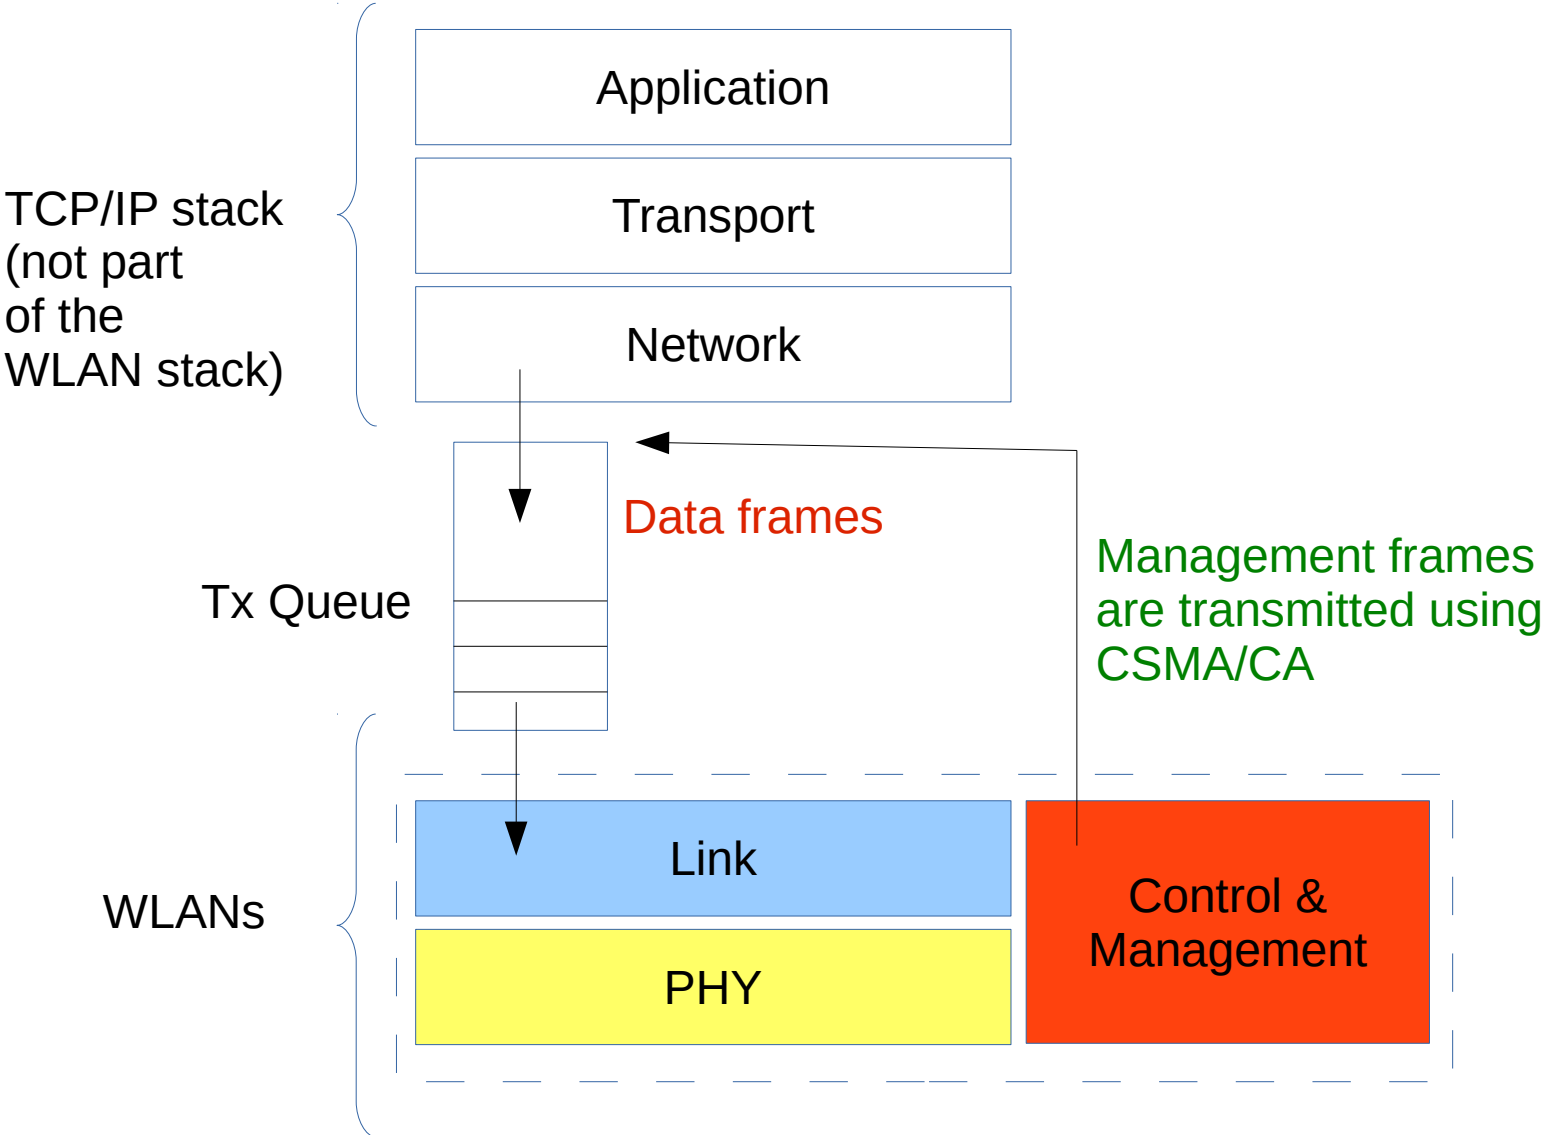 Application
Transport
TCP/IP stack
(not part
of the
WLAN stack)
Network
Data frames
Tx Queue
Management frames
are transmitted using
CSMA/CA
Link
WLANs
Control &
Management
PHY